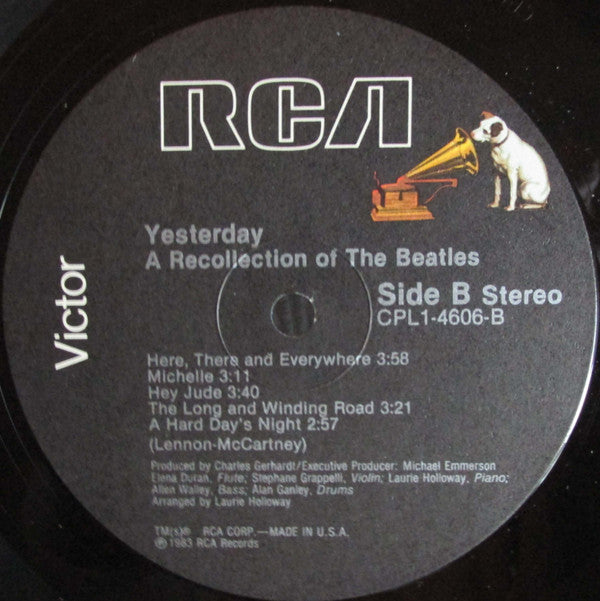 RCA
Victor
Yesterday
A Recollection of The Beatles
Side B Stereo
CPL1-4606-B
Here, There and Everywhere 3:58
Michelle 3:11
Hey Jude 3:40
The Long and Winding Road 3:21
A Hard Day's Night 2:57
(Lennon-McCartney)
Produced by Charles Gerhardt/Executive Producer: Michael Emmerson
Elena Duran, Flute; Stephane Grappelli, Violin; Laurie Holloway, Piano;
Allen Walley, Bass; Alan Ganley, Drums
Arranged by Laurie Holloway
TM(s)® RCA CORP.—MADE IN U.S.A.
℗ 1983 RCA Records